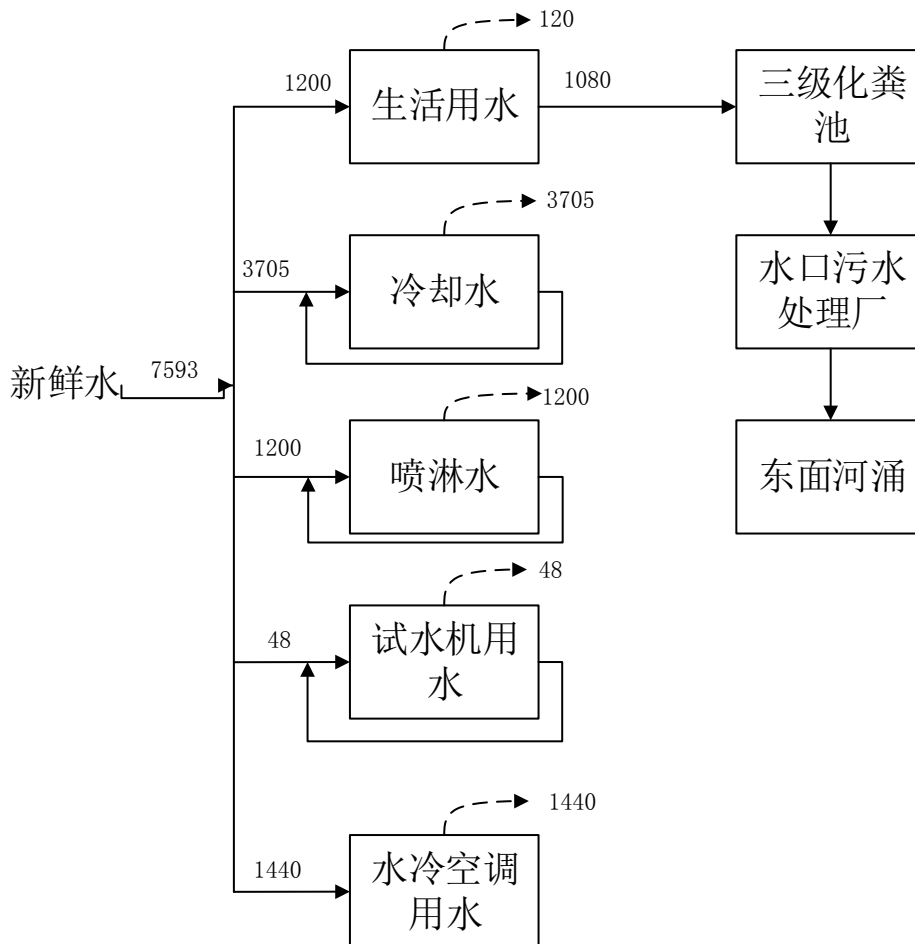 120
1200
生活用水
1080
三级化粪
池
3705
3705
冷却水
水口污水
处理厂
新鲜水
7593
1200
1200
喷淋水
东面河涌
48
48
试水机用
水
1440
1440
水冷空调
用水